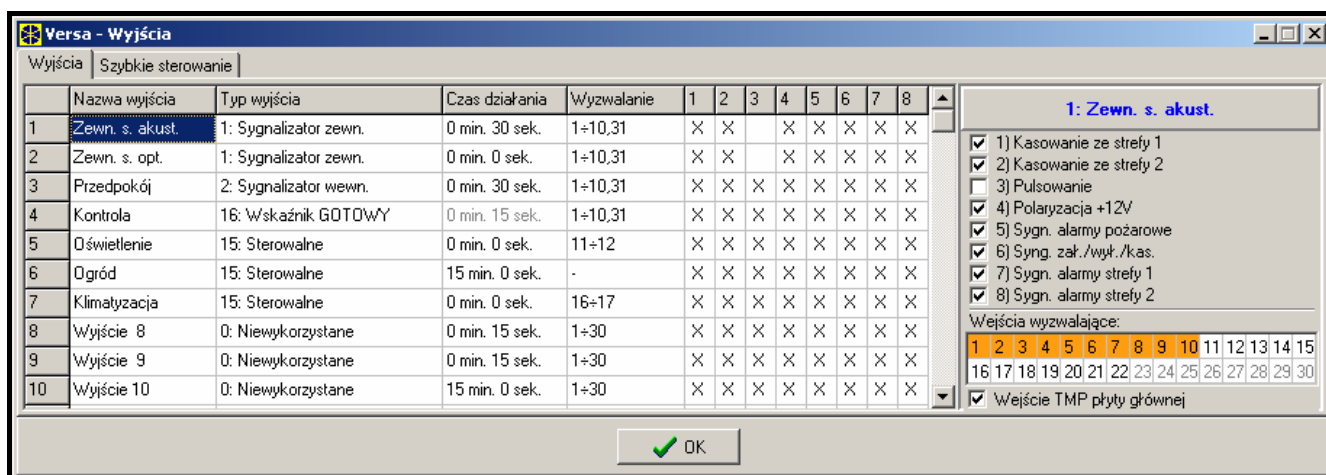 Versa - Wyjścia
Wyjścia Szybkie sterowanie
Nazwa wyjścia Typ wyjścia Czas działania Wyzwalanie 1 2 3 4 5 6 7 8
1 Zewn. s. akust. 1: Sygnalizator zewn. 0 min. 30 sek. 1÷10,31 X X X X X X X
2 Zewn. s. opt. 1: Sygnalizator zewn. 0 min. 0 sek. 1÷10,31 X X X X X X X
3 Przedpokój 2: Sygnalizator wewn. 0 min. 30 sek. 1÷10,31 X X X X X X X X
4 Kontrola 16: Wskaźnik GOTOWY 0 min. 15 sek. 1÷10,31 X X X X X X X X
5 Oświetlenie 15: Sterowalne 0 min. 0 sek. 11÷12 X X X X X X X X
6 Ogród 15: Sterowalne 15 min. 0 sek. - X X X X X X X X
7 Klimatyzacja 15: Sterowalne 0 min. 0 sek. 16÷17 X X X X X X X X
8 Wyjście 8 0: Niewykorzystane 0 min. 15 sek. 1÷30 X X X X X X X X
9 Wyjście 9 0: Niewykorzystane 0 min. 15 sek. 1÷30 X X X X X X X X
10 Wyjście 10 0: Niewykorzystane 15 min. 0 sek. 1÷30 X X X X X X X X
1: Zewn. s. akust.
1) Kasowanie ze strefy 1
2) Kasowanie ze strefy 2
3) Pulsowanie
4) Polaryzacja +12V
5) Sygn. alarmy pożarowe
6) Syng. zał./wył./kas.
7) Sygn. alarmy strefy 1
8) Sygn. alarmy strefy 2
Wejścia wyzwalające:
1 2 3 4 5 6 7 8 9 10 11 12 13 14 15
16 17 18 19 20 21 22 23 24 25 26 27 28 29 30
Wejście TMP płyty głównej
OK